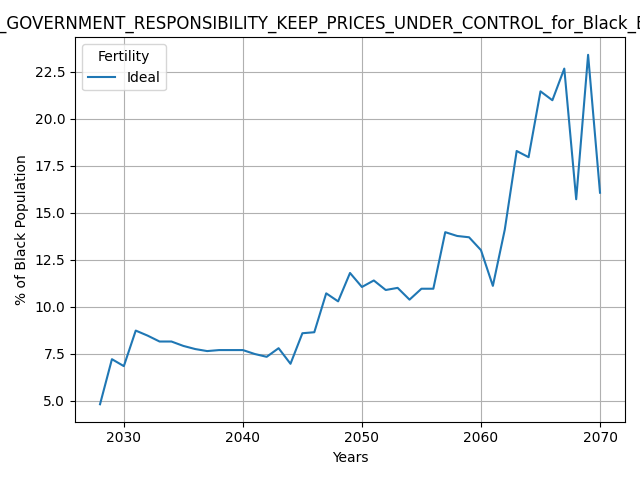 _GOVERNMENT_RESPONSIBILITY_KEEP_PRICES_UNDER_CONTROL_for_Black_
Fertility
Ideal
22.5
20.0
17.5
15.0
12.5
10.0
7.5
5.0
% of Black Population
2030 2040 2050 2060 2070
Years